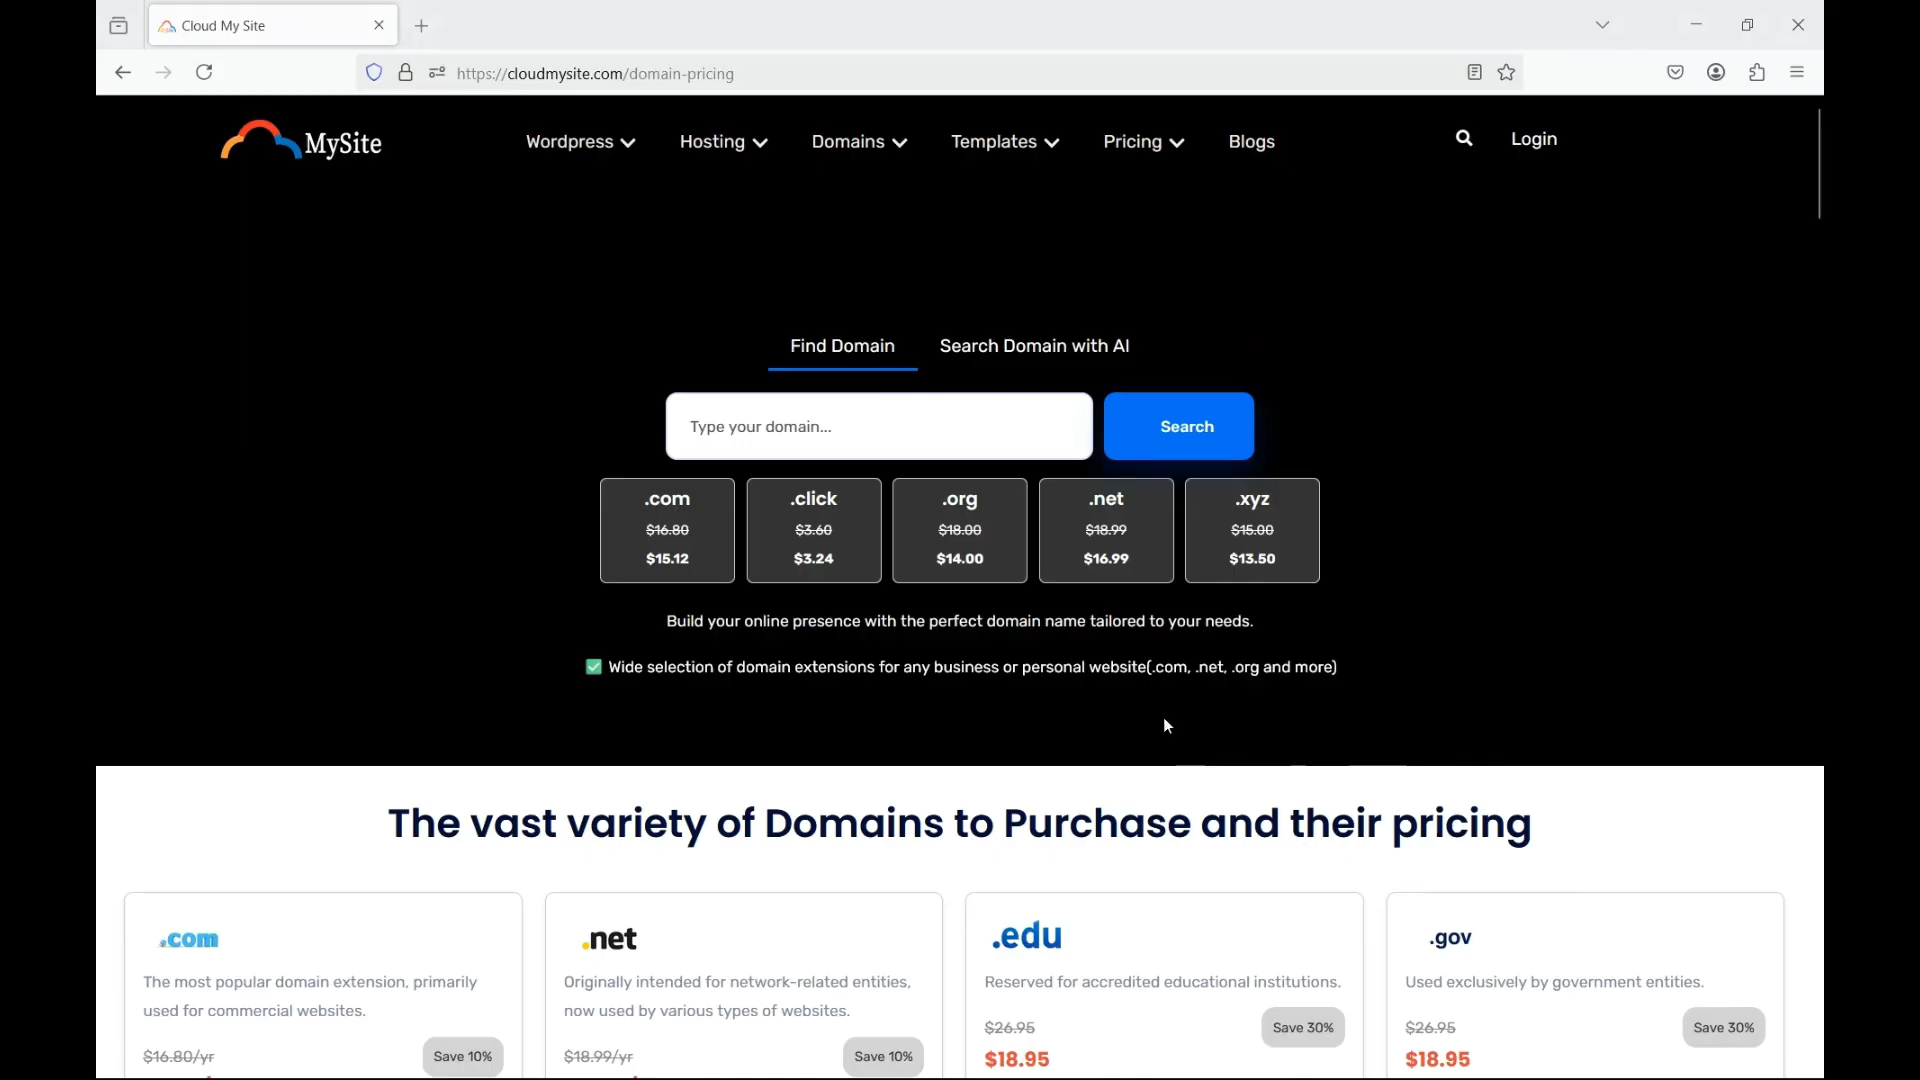 Cloud My Site
https://cloudmysite.com/domain-pricing
MySite
Wordpress
Hosting
Domains
Templates
Pricing
Blogs
Login
Find Domain
Search Domain with AI
Type your domain...
Search
.com
$16.80
$15.12
.click
$3.60
$3.24
.org
$18.00
$14.00
.net
$18.99
$16.99
.xyz
$15.00
$13.50
Build your online presence with the perfect domain name tailored to your needs.
Wide selection of domain extensions for any business or personal website(.com, .net, .org and more)
The vast variety of Domains to Purchase and their pricing
.com
The most popular domain extension, primarily
used for commercial websites.
$16.80/yr
Save 10%
.net
Originally intended for network-related entities,
now used by various types of websites.
$18.99/yr
Save 10%
.edu
Reserved for accredited educational institutions.
$26.95
Save 30%
$18.95
.gov
Used exclusively by government entities.
$26.95
Save 30%
$18.95